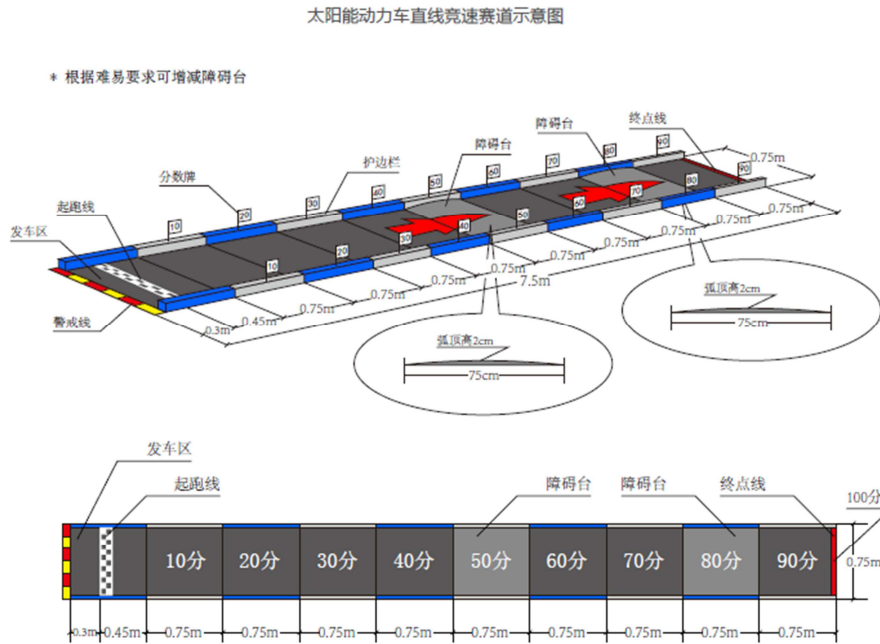 太阳能动力车直线竞速赛道示意图
* 根据难易要求可增减障碍台
终点线
障碍台
障碍台
护边栏
分数牌
起跑线
发车区
警戒线
10
20
30
40
50
60
70
80
90
0.75m
10
20
30
40
50
60
70
80
90
0.3m
0.45m
0.75m
0.75m
0.75m
0.75m
0.75m
0.75m
0.75m
0.75m
0.75m
7.5m
弧顶高2cm
75cm
弧顶高2cm
75cm
发车区
起跑线
障碍台
障碍台
终点线
100分
10分
20分
30分
40分
50分
60分
70分
80分
90分
0.75m
0.3m
0.45m
0.75m
0.75m
0.75m
0.75m
0.75m
0.75m
0.75m
0.75m
0.75m